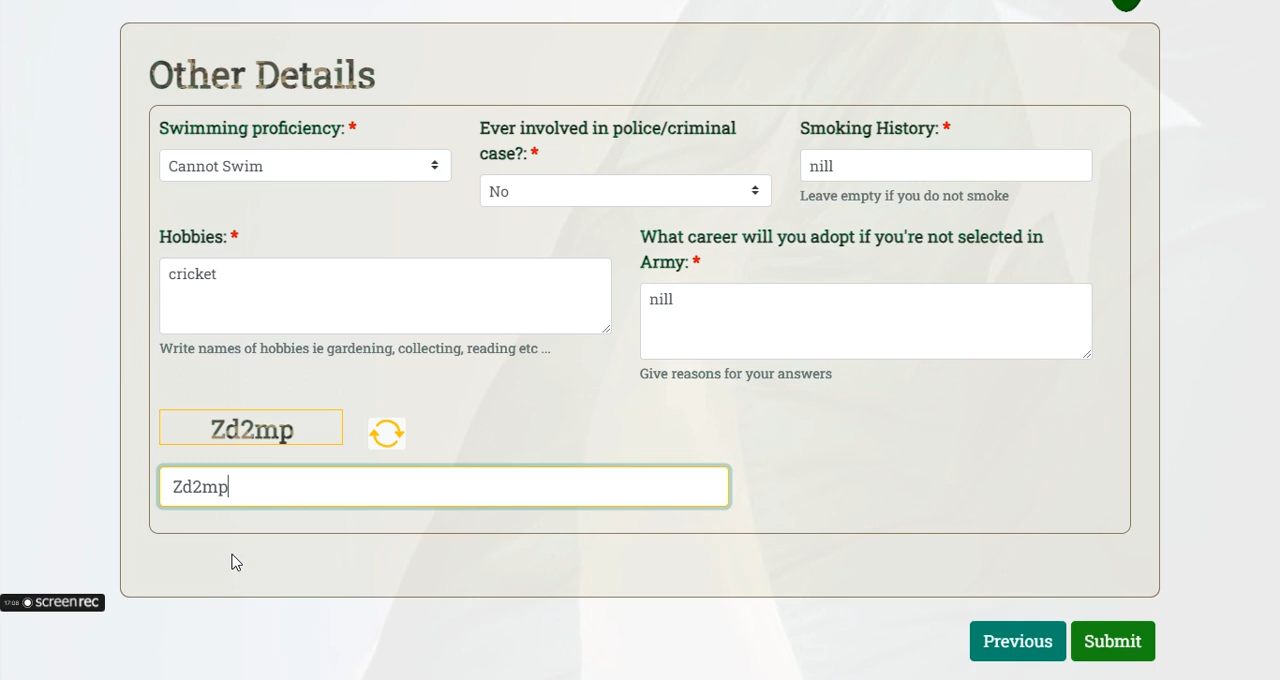 Other Details
Swimming proficiency: *
Cannot Swim
Ever involved in police/criminal
case?: *
No
Smoking History: *
nill
Leave empty if you do not smoke
Hobbies: *
cricket
Write names of hobbies ie gardening, collecting, reading etc ...
What career will you adopt if you're not selected in
Army: *
nill
Give reasons for your answers
Zd2mp
Zd2mp
17:08 screenrec
Previous
Submit